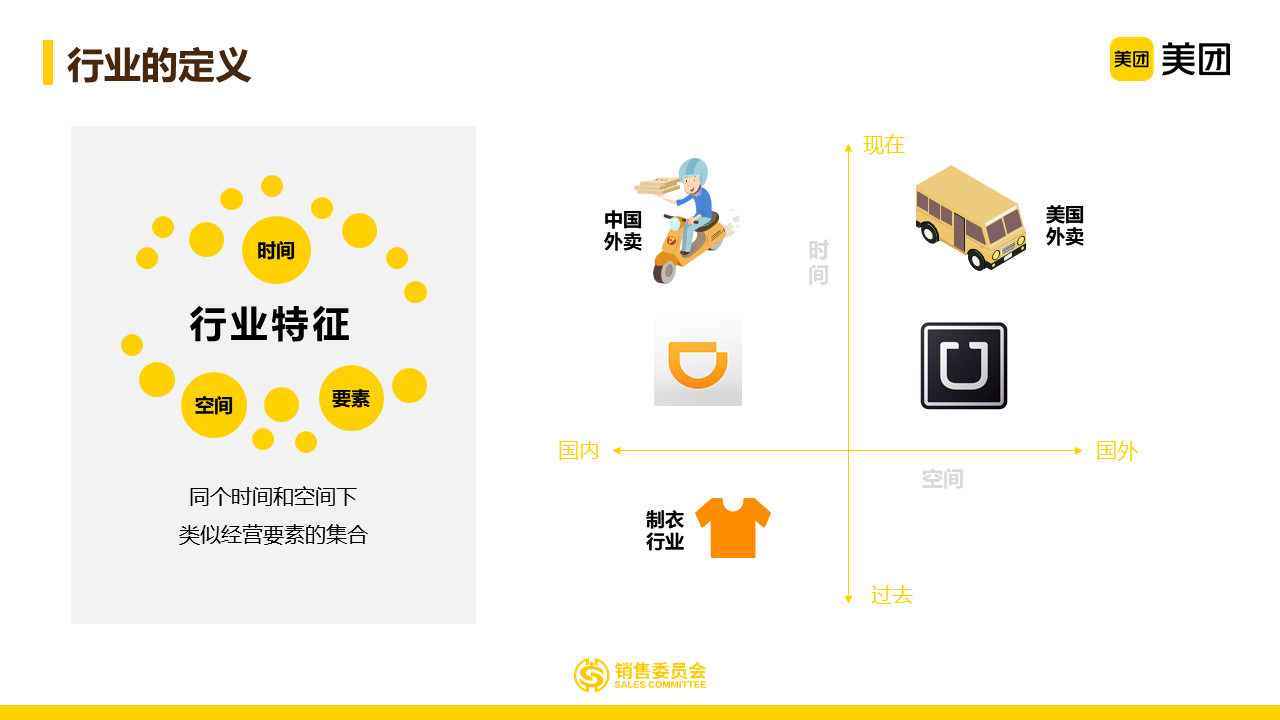 行业的定义
美团 美团
时间
行业特征
空间
要素
同个时间和空间下
类似经营要素的集合
现在
中国
外卖
时
间
美国
外卖
国内
国外
空间
制衣
行业
过去
销售委员会
SALES COMMITTEE